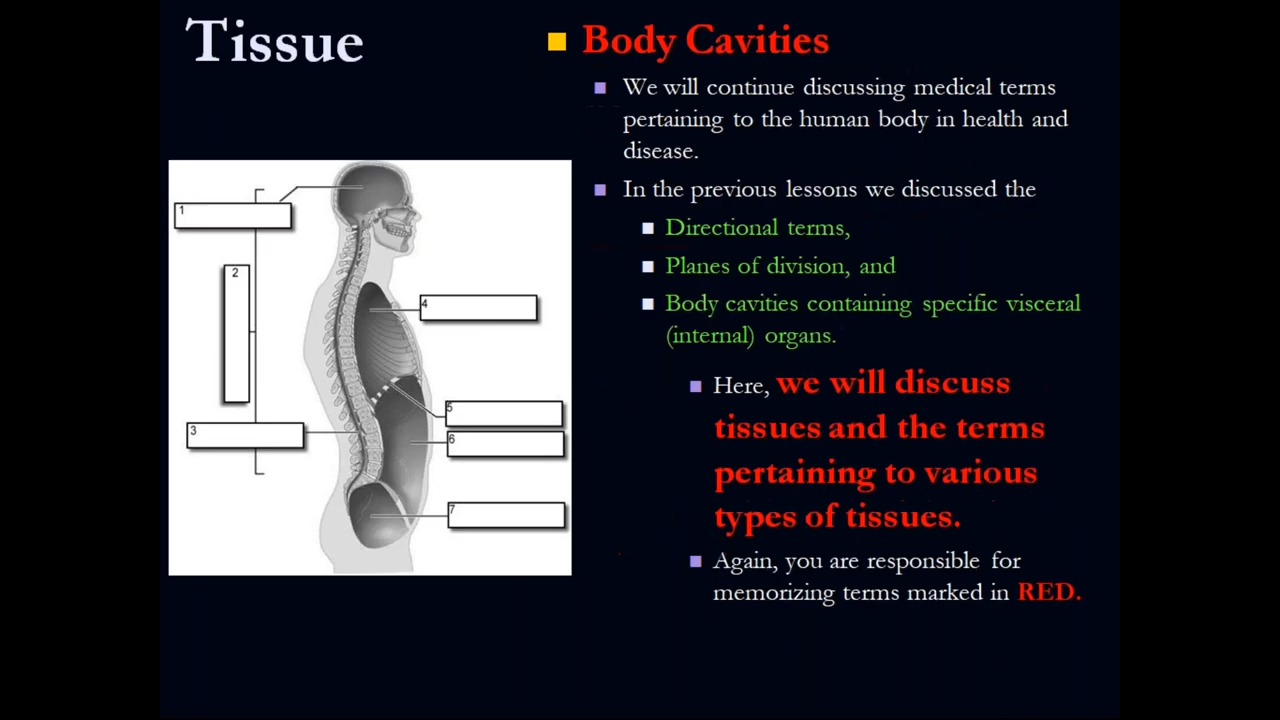 Tissue
Body Cavities
We will continue discussing medical terms
pertaining to the human body in health and
disease.
In the previous lessons we discussed the
Directional terms,
Planes of division, and
Body cavities containing specific visceral
(internal) organs.
Here, we will discuss
tissues and the terms
pertaining to various
types of tissues.
Again, you are responsible for
memorizing terms marked in RED.
1
2
3
4
5
6
7